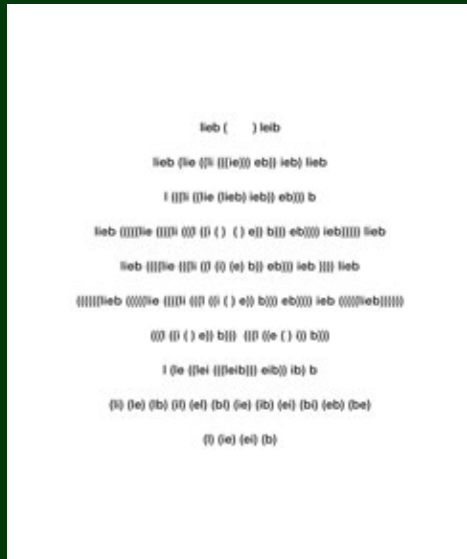 lieb (      ) leib
lieb (lie ((li (((ie))) eb)) ieb) lieb
l (((li ((lie (lieb) ieb)) eb))) b
lieb (((((lie ((((li (((l ((i ( )  ( ) e)) b))) eb)))) ieb))))) lieb
lieb ((((lie (((li ((l (i) (e) b)) eb))) ieb )))) lieb
((((((lieb (((((lie ((((li (((l ((i ( ) e)) b))) eb)))) ieb (((((lieb))))))
(((l ((i ( ) e)) b)))  (((l ((e ( ) i)) b)))
l (le ((lei (((leib))) eib)) ib) b
(li) (le) (lb) (il) (el) (bl) (ie) (ib) (ei) (bi) (eb) (be)
(l) (ie) (ei) (b)